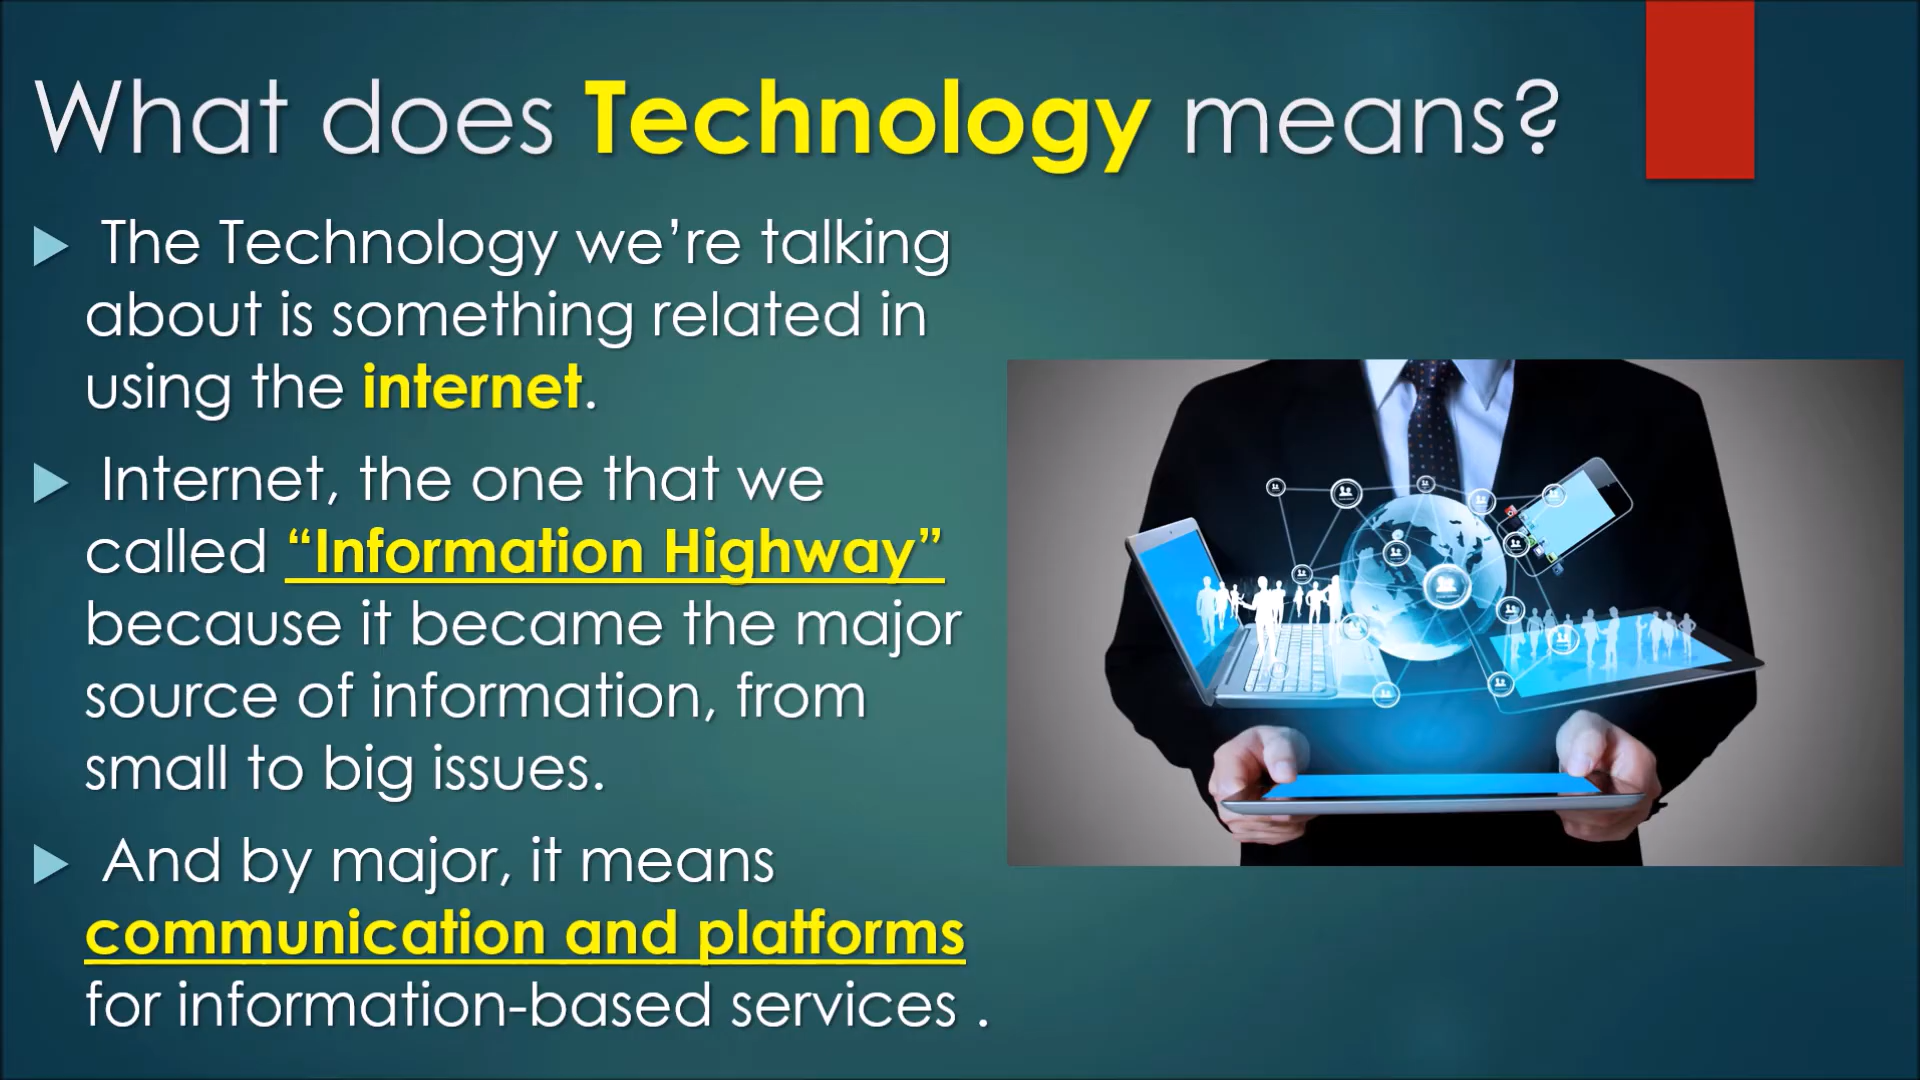 What does Technology means?
The Technology we’re talking
about is something related in
using the internet.
Internet, the one that we
called “Information Highway”
because it became the major
source of information, from
small to big issues.
And by major, it means
communication and platforms
for information-based services .